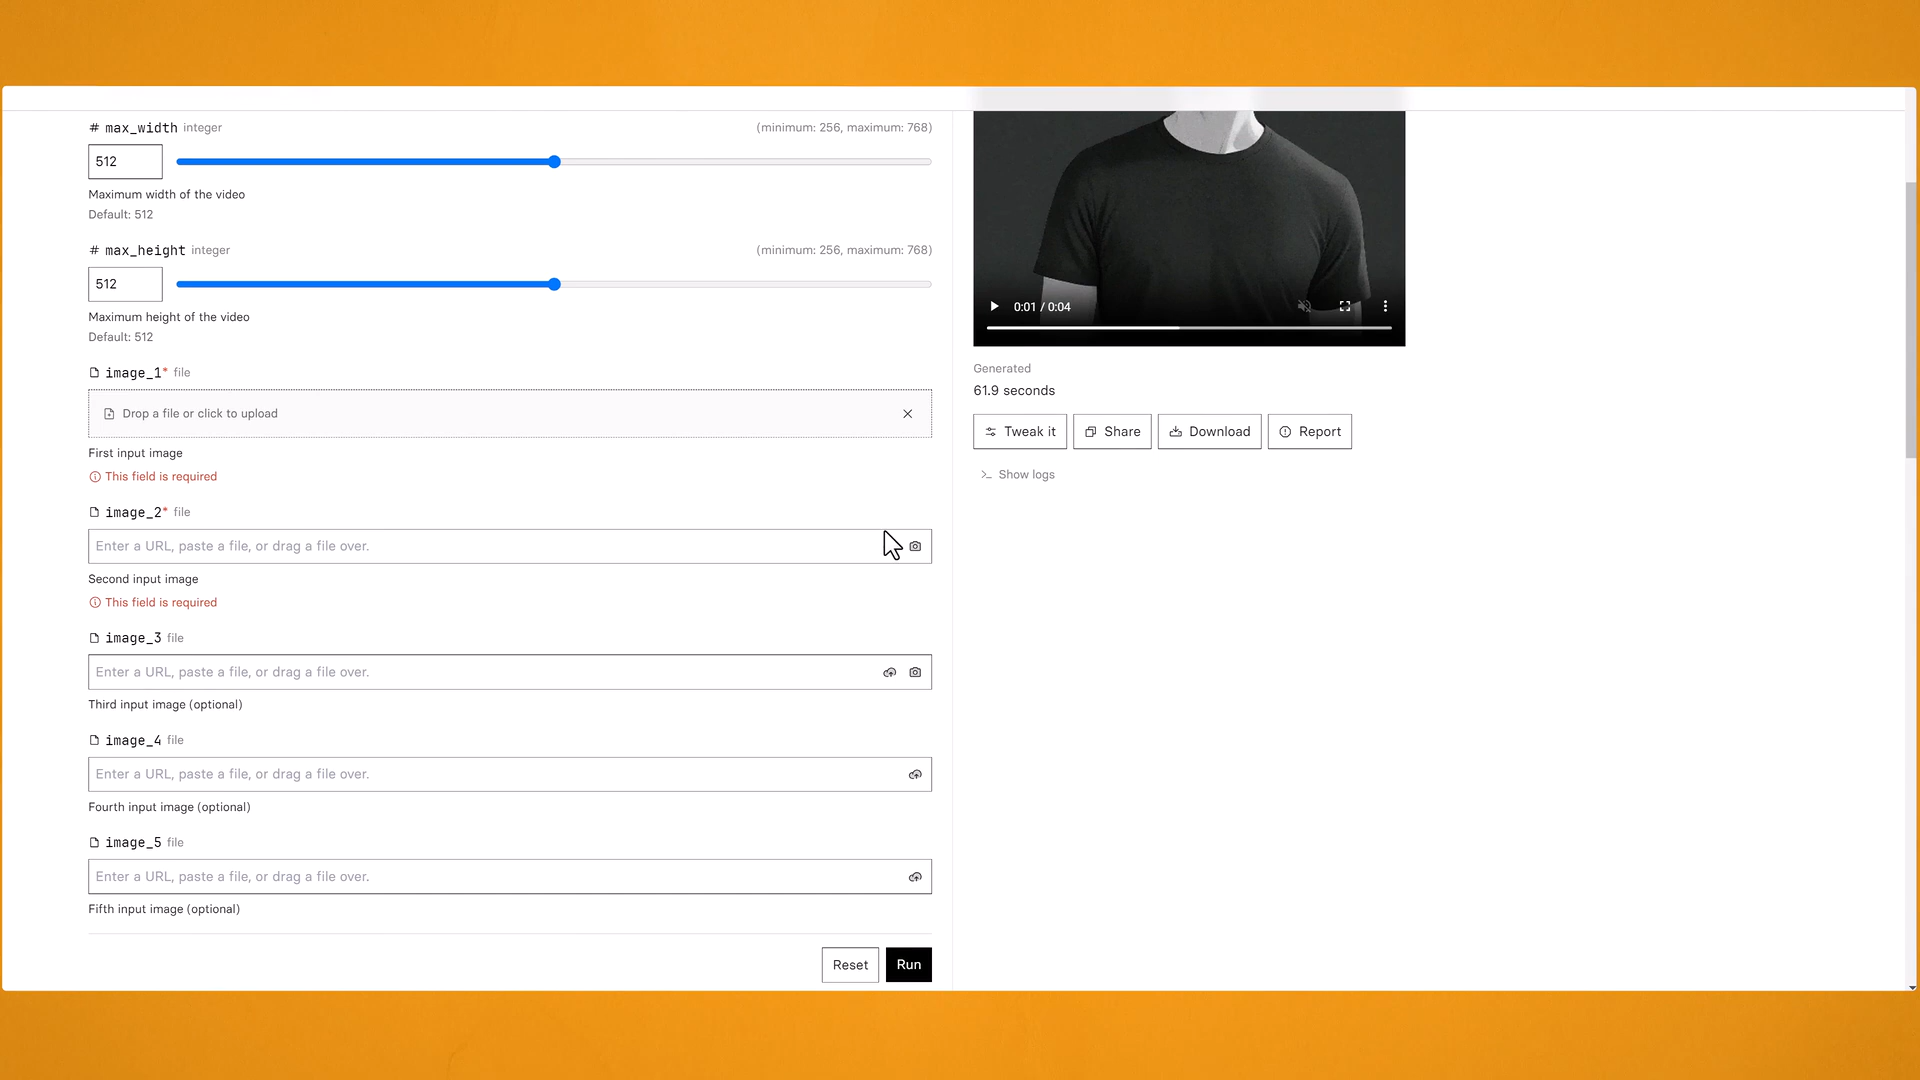 # max_width integer (minimum: 256, maximum: 768)
512
Maximum width of the video
Default: 512
# max_height integer (minimum: 256, maximum: 768)
512
Maximum height of the video
Default: 512
image_1* file
Drop a file or click to upload
First input image
This field is required
image_2* file
Enter a URL, paste a file, or drag a file over.
Second input image
This field is required
image_3 file
Enter a URL, paste a file, or drag a file over.
Third input image (optional)
image_4 file
Enter a URL, paste a file, or drag a file over.
Fourth input image (optional)
image_5 file
Enter a URL, paste a file, or drag a file over.
Fifth input image (optional)
Reset Run
0:01 / 0:04
Generated
61.9 seconds
Tweak it Share Download Report
Show logs